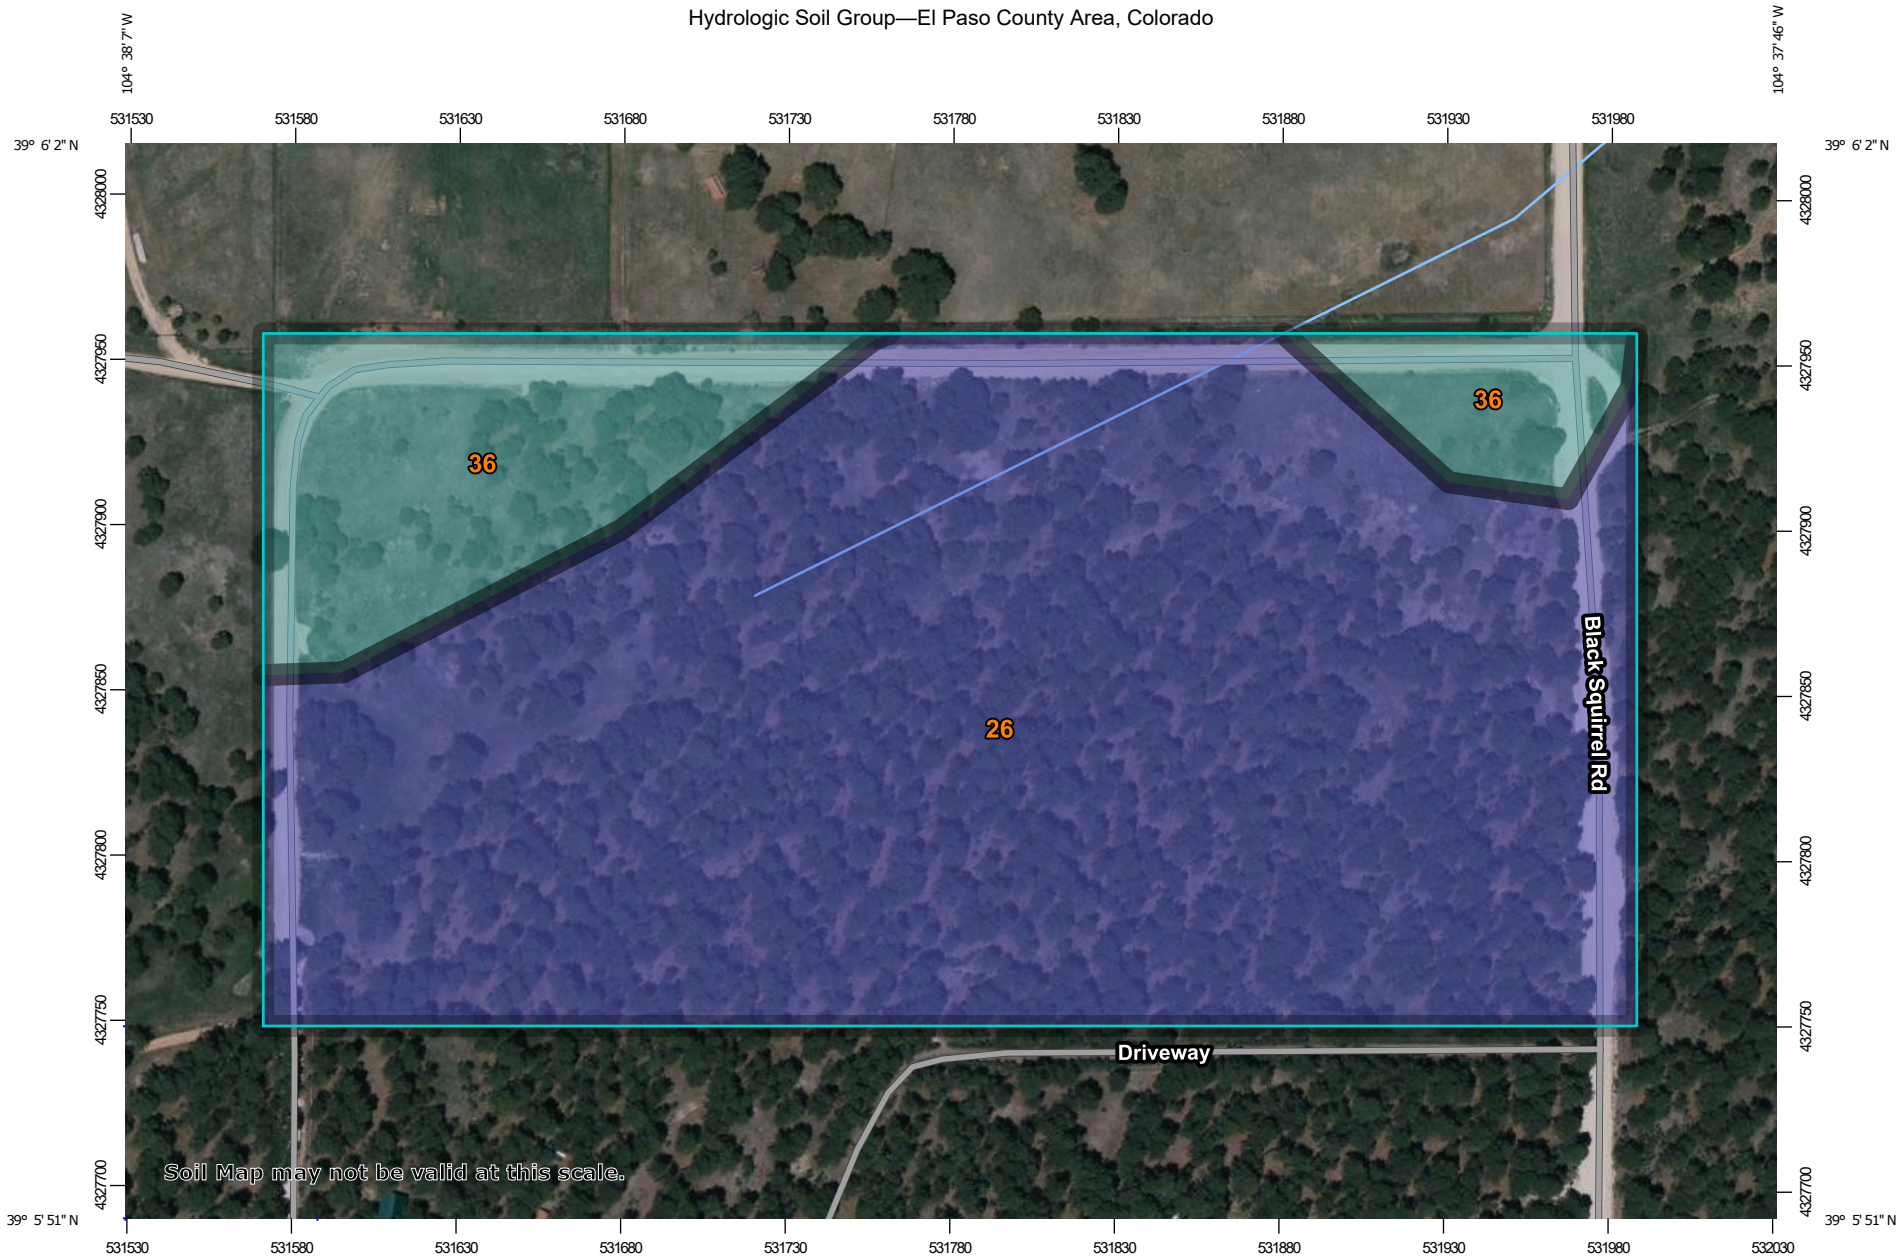 Hydrologic Soil Group—El Paso County Area, Colorado
104° 38' 7'' W
104° 37' 46'' W
531530 531580 531630 531680 531730 531780 531830 531880 531930 531980
39° 6' 2'' N
39° 6' 2'' N
4328000
4328000
4327950
4327950
36
36
4327900
4327900
4327850
4327850
Black Squirrel Rd
26
4327800
4327800
4327750
4327750
Driveway
Soil Map may not be valid at this scale.
4327700
4327700
39° 5' 51'' N
39° 5' 51'' N
531530 531580 531630 531680 531730 531780 531830 531880 531930 531980 532030